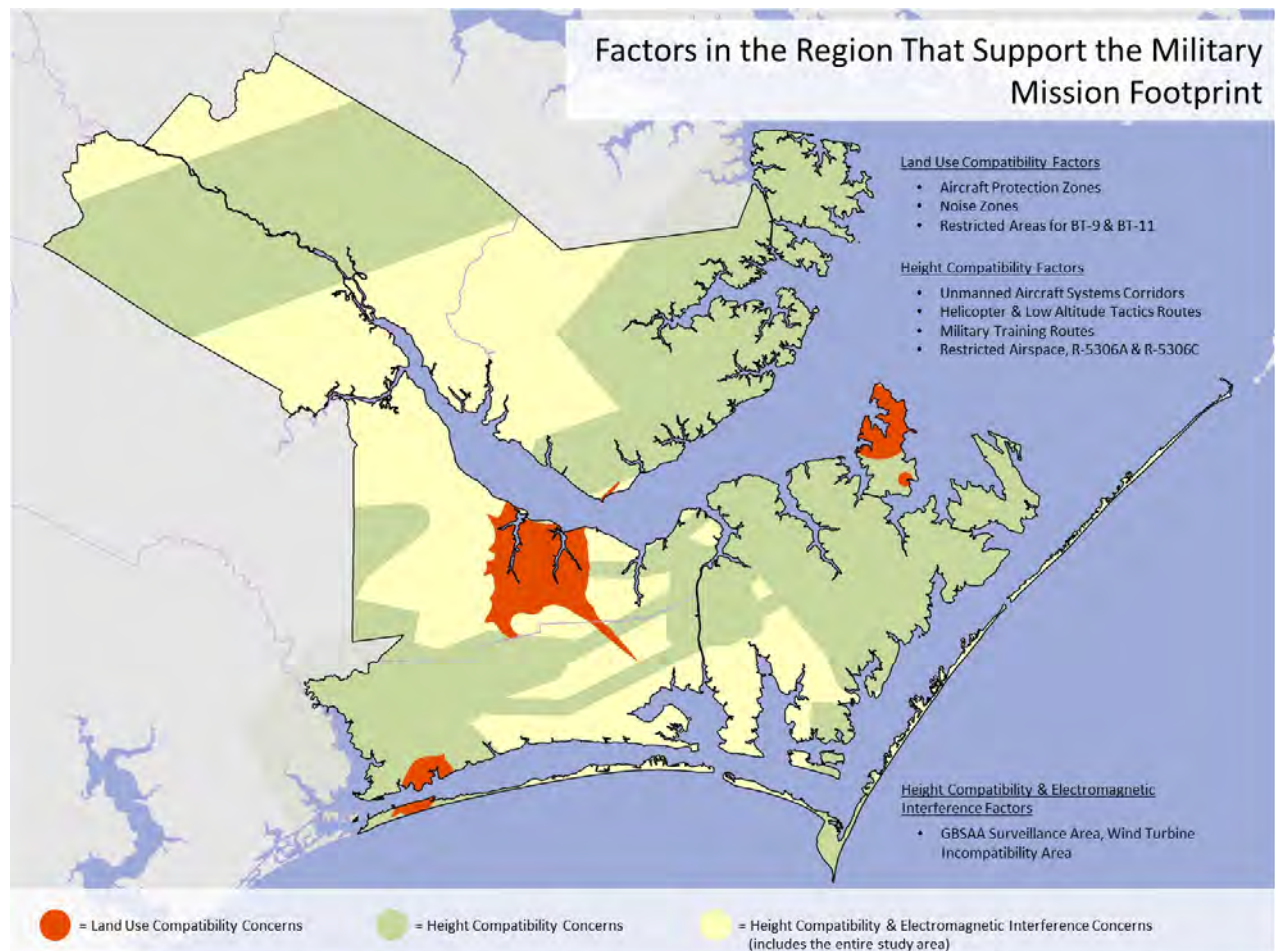 Factors in the Region That Support the Military
Mission Footprint
Land Use Compatibility Factors
• Aircraft Protection Zones
• Noise Zones
• Restricted Areas for BT-9 & BT-11
Height Compatibility Factors
• Unmanned Aircraft Systems Corridors
• Helicopter & Low Altitude Tactics Routes
• Military Training Routes
• Restricted Airspace, R-5306A & R-5306C
Height Compatibility & Electromagnetic
Interference Factors
• GBSAA Surveillance Area, Wind Turbine
Incompatibility Area
= Land Use Compatibility Concerns
= Height Compatibility Concerns
= Height Compatibility & Electromagnetic Interference Concerns
(includes the entire study area)